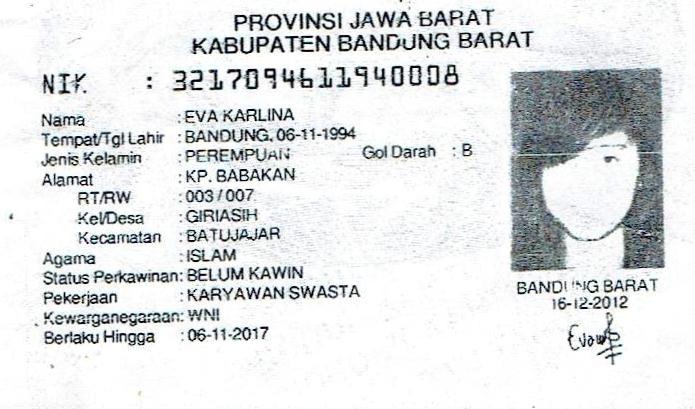 PROVINSI JAWA BARAT
KABUPATEN BANDUNG BARAT
NIK : 3217094611940008
Nama : EVA KARLINA
Tempat/Tgl Lahir : BANDUNG, 06-11-1994
Jenis Kelamin : PEREMPUAN Gol Darah : B
Alamat : KP. BABAKAN
RT/RW : 003 / 007
Kel/Desa : GIRIASIH
Kecamatan : BATUJAJAR
Agama : ISLAM
Status Perkawinan: BELUM KAWIN
Pekerjaan : KARYAWAN SWASTA
Kewarganegaraan: WNI
Berlaku Hingga : 06-11-2017
BANDUNG BARAT
16-12-2012